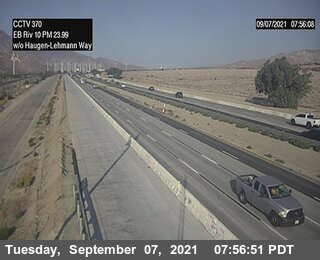 CCTV 370
EB Riv 10 PM 23.99
w/o Haugen-Lehmann Way
09/07/2021 07:56:08
Tuesday, September 07, 2021 07:56:51 PDT